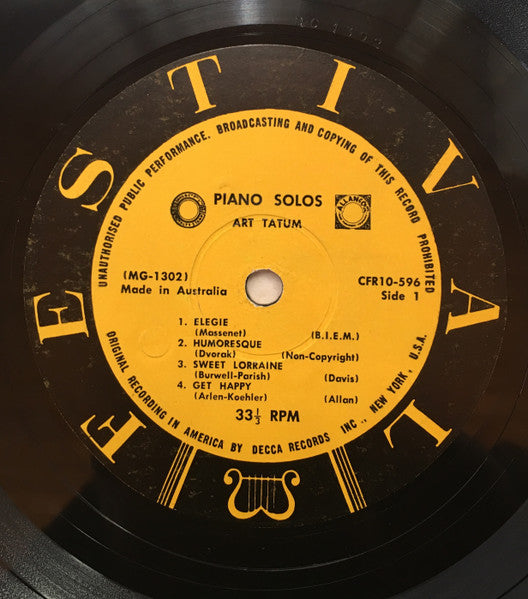 FESTIVAL
UNAUTHORISED PUBLIC PERFORMANCE. BROADCASTING AND COPYING OF THIS RECORD PROHIBITED
PIANO SOLOS
ALLANS
ART TATUM
(MG-1302)
CFR10-596
Made in Australia
Side 1
1. ELEGIE
(Massenet) (B.I.E.M.)
2. HUMORESQUE
(Dvorak) (Non-Copyright)
3. SWEET LORRAINE
(Burwell-Parish) (Davis)
4. GET HAPPY
(Arlen-Koehler) (Allan)
33⅓ RPM
ORIGINAL RECORDING IN AMERICA BY DECCA RECORDS INC., NEW YORK, U.S.A.